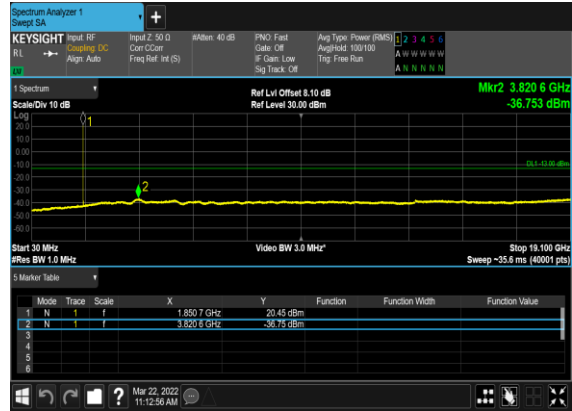 Spectrum Analyzer 1
Swept SA
+
KEYSIGHT Input: RF Input Z: 50 Ω #Atten: 40 dB PNO: Fast Avg Type: Power (RMS) 1 2 3 4 5 6
RL Coupling: DC Corr CCorr Gate: Off Avg|Hold: 100/100 A W W W W W
Align: Auto Freq Ref: Int (S) IF Gain: Low Trig: Free Run
Sig Track: Off A N N N N N
1 Spectrum
Scale/Div 10 dB Ref Lvl Offset 8.10 dB Mkr2 3.820 6 GHz
Ref Level 30.00 dBm -36.753 dBm
Log
20.0
10.0
0.00
-10.0
-20.0
-30.0
-40.0
-50.0
-60.0
1
2
DL1 -13.00 dBm
Start 30 MHz Video BW 3.0 MHz* Stop 19.100 GHz
#Res BW 1.0 MHz Sweep ~35.6 ms (40001 pts)
5 Marker Table
Mode Trace Scale X Y Function Function Width Function Value
1 N 1 f 1.850 7 GHz 20.45 dBm
2 N 1 f 3.820 6 GHz -36.75 dBm
3
4
5
6
? Mar 22, 2022
11:12:56 AM